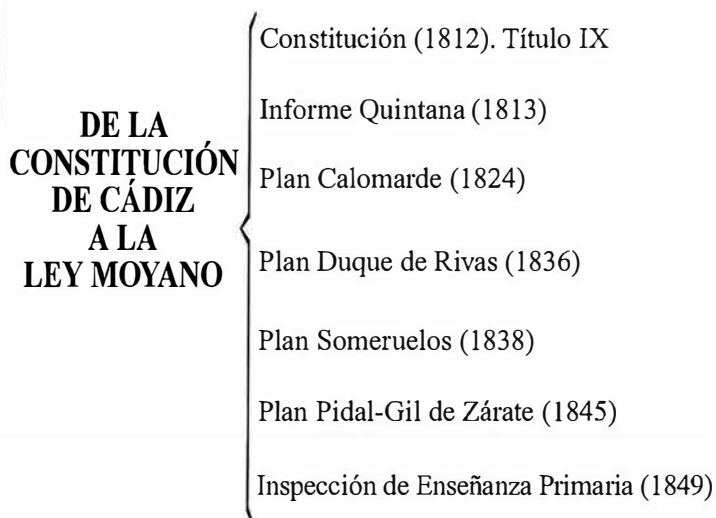 DE LA
CONSTITUCIÓN
DE CÁDIZ
A LA
LEY MOYANO
Constitución (1812). Título IX
Informe Quintana (1813)
Plan Calomarde (1824)
Plan Duque de Rivas (1836)
Plan Someruelos (1838)
Plan Pidal-Gil de Zárate (1845)
Inspección de Enseñanza Primaria (1849)